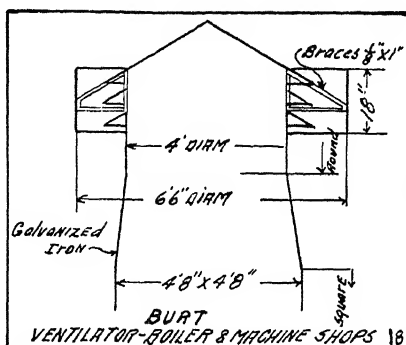 Braces ⅛"x1"
18"
4' DIAM
ROUND
6'6" DIAM
Galvanized
IRON
4'8" x 4'8"
SQUARE
BURT
VENTILATOR-BOILER & MACHINE SHOPS 18